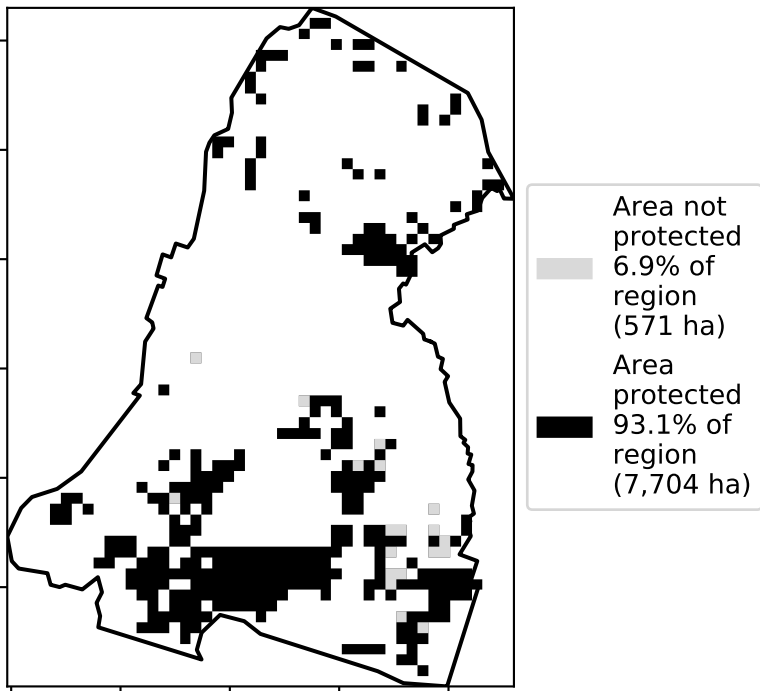 Area not
protected
6.9% of
region
(571 ha)
Area
protected
93.1% of
region
(7,704 ha)